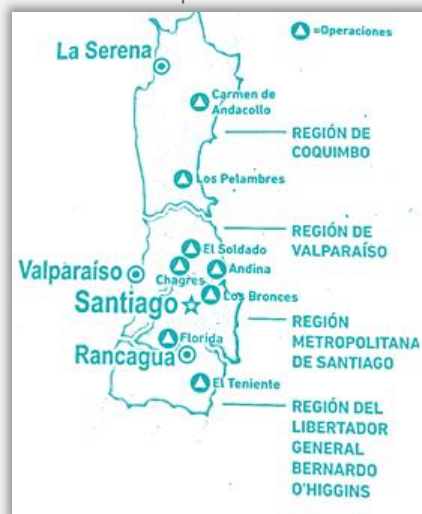 =Operaciones
La Serena
Carmen de
Andacollo
REGIÓN DE
COQUIMBO
Los Pelambres
REGIÓN DE
VALPARAÍSO
El Soldado
Valparaíso
Chagres
Andina
Santiago
Los Bronces
REGIÓN
METROPOLITANA
DE SANTIAGO
Florida
Rancagua
El Teniente
REGIÓN DEL
LIBERTADOR
GENERAL
BERNARDO
O'HIGGINS